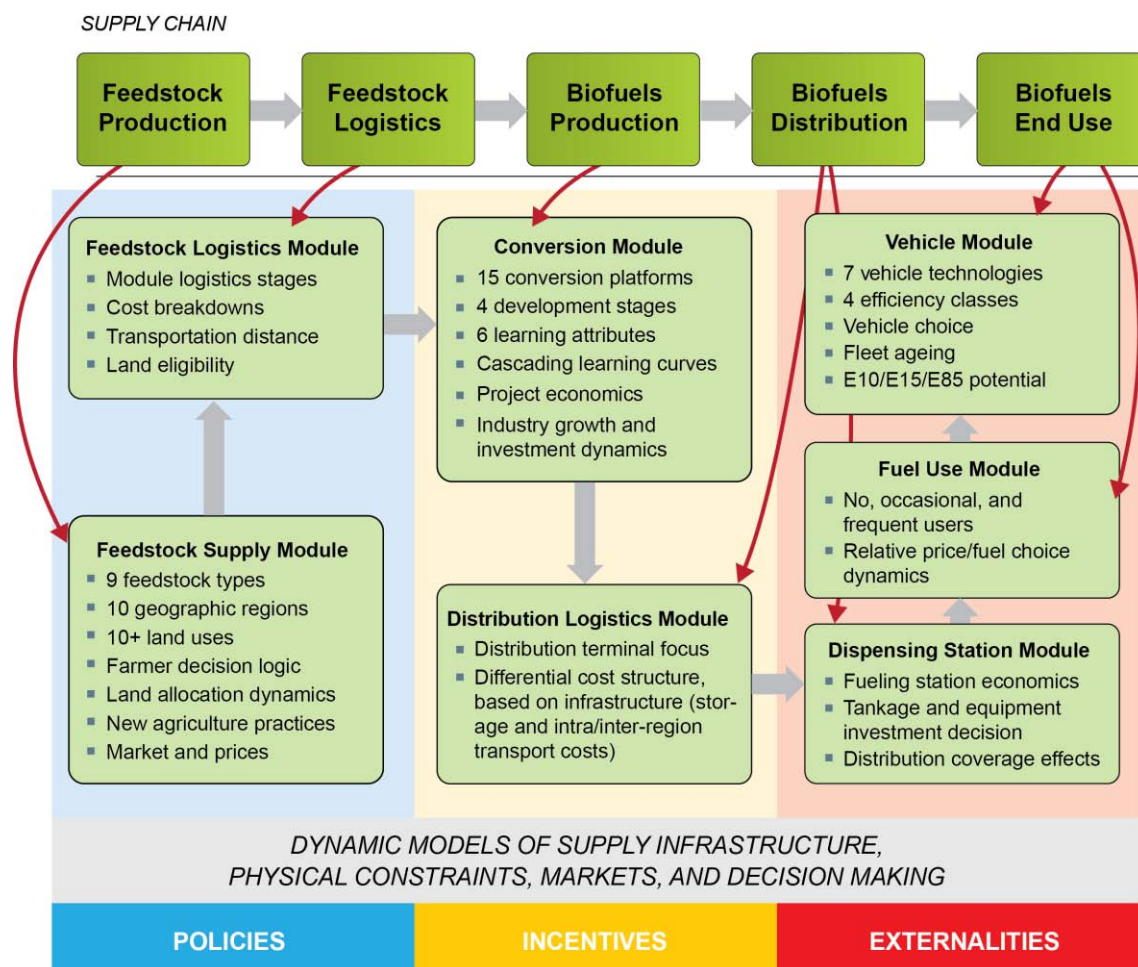 SUPPLY CHAIN
Feedstock
Production
Feedstock
Logistics
Biofuels
Production
Biofuels
Distribution
Biofuels
End Use
Feedstock Logistics Module
Module logistics stages
Cost breakdowns
Transportation distance
Land eligibility
Feedstock Supply Module
9 feedstock types
10 geographic regions
10+ land uses
Farmer decision logic
Land allocation dynamics
New agriculture practices
Market and prices
Conversion Module
15 conversion platforms
4 development stages
6 learning attributes
Cascading learning curves
Project economics
Industry growth and
investment dynamics
Distribution Logistics Module
Distribution terminal focus
Differential cost structure,
based on infrastructure (stor-
age and intra/inter-region
transport costs)
Vehicle Module
7 vehicle technologies
4 efficiency classes
Vehicle choice
Fleet ageing
E10/E15/E85 potential
Fuel Use Module
No, occasional, and
frequent users
Relative price/fuel choice
dynamics
Dispensing Station Module
Fueling station economics
Tankage and equipment
investment decision
Distribution coverage effects
DYNAMIC MODELS OF SUPPLY INFRASTRUCTURE,
PHYSICAL CONSTRAINTS, MARKETS, AND DECISION MAKING
POLICIES
INCENTIVES
EXTERNALITIES